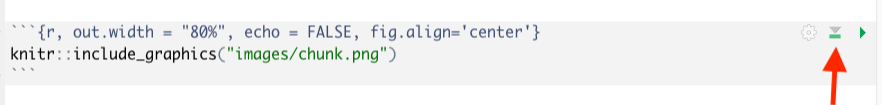 ```{r, out.width = "80%", echo = FALSE, fig.align='center'}
knitr::include_graphics("images/chunk.png")
```